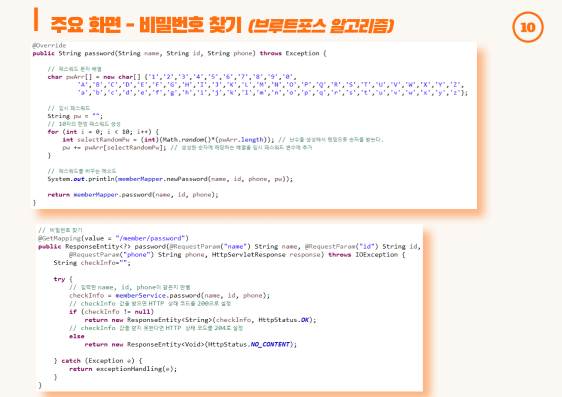 주요 화면 - 비밀번호 찾기 (브루트포스 알고리즘)
10
@Override
public String password(String name, String id, String phone) throws Exception {
// 패스워드 문자 배열
char pwArr[] = new char[] {'1','2','3','4','5','6','7','8','9','0',
'A','B','C','D','E','F','G','H','I','J','K','L','M','N','O','P','Q','R','S','T','U','V','W','X','Y','Z',
'a','b','c','d','e','f','g','h','i','j','k','l','m','n','o','p','q','r','s','t','u','v','w','x','y','z'};
// 임시 패스워드
String pw = "";
// 10자의 랜덤 패스워드 생성
for (int i = 0; i < 10; i++) {
int selectRandomPw = (int)(Math.random()*(pwArr.length)); // 난수를 생성해서 랜덤으로 숫자를 받는다.
pw += pwArr[selectRandomPw]; // 생성된 숫자에 해당하는 배열을 임시 패스워드 변수에 추가
}
// 패스워드를 바꾸는 메소드
System.out.println(memberMapper.newPassword(name, id, phone, pw));
return memberMapper.password(name, id, phone);
}
// 비밀번호 찾기
@GetMapping(value = "/member/password")
public ResponseEntity<?> password(@RequestParam("name") String name, @RequestParam("id") String id,
@RequestParam("phone") String phone, HttpServletResponse response) throws IOException {
String checkInfo="";
try {
// 입력한 name, id, phone이 같은지 판별
checkInfo = memberService.password(name, id, phone);
// checkInfo 값을 받으면 HTTP 상태 코드를 200으로 설정
if (checkInfo != null)
return new ResponseEntity<String>(checkInfo, HttpStatus.OK);
// checkInfo 값을 받지 못한다면 HTTP 상태 코드를 204로 설정
else
return new ResponseEntity<Void>(HttpStatus.NO_CONTENT);
} catch (Exception e) {
return exceptionHandling(e);
}
}